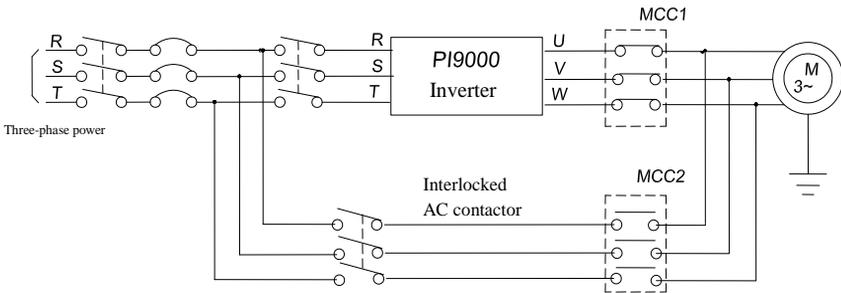 MCC1
R
S
T
Three-phase power
R
S
T
PI9000
Inverter
U
V
W
M
3~
Interlocked
AC contactor
MCC2